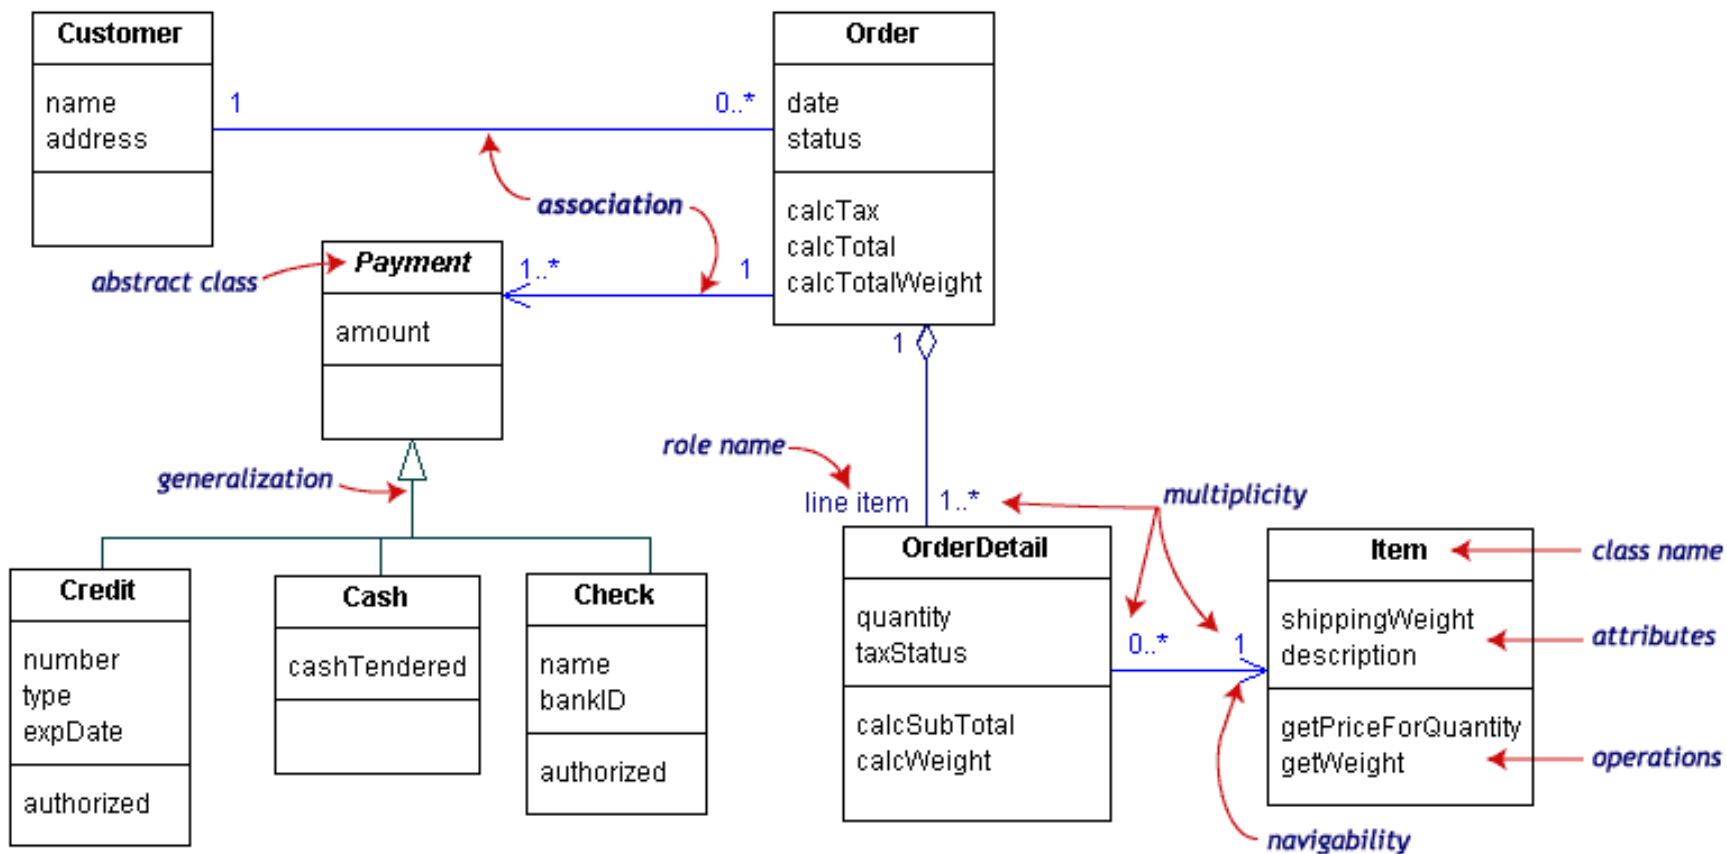 Customer
name
address
1
0..*
Order
date
status
calcTax
calcTotal
calcTotalWeight
association
abstract class
Payment
amount
1..*
1
1
generalization
role name
line item
1..*
multiplicity
Credit
number
type
expDate
authorized
Cash
cashTendered
Check
name
bankID
authorized
OrderDetail
quantity
taxStatus
calcSubTotal
calcWeight
0..*
1
Item
shippingWeight
description
getPriceForQuantity
getWeight
class name
attributes
operations
navigability